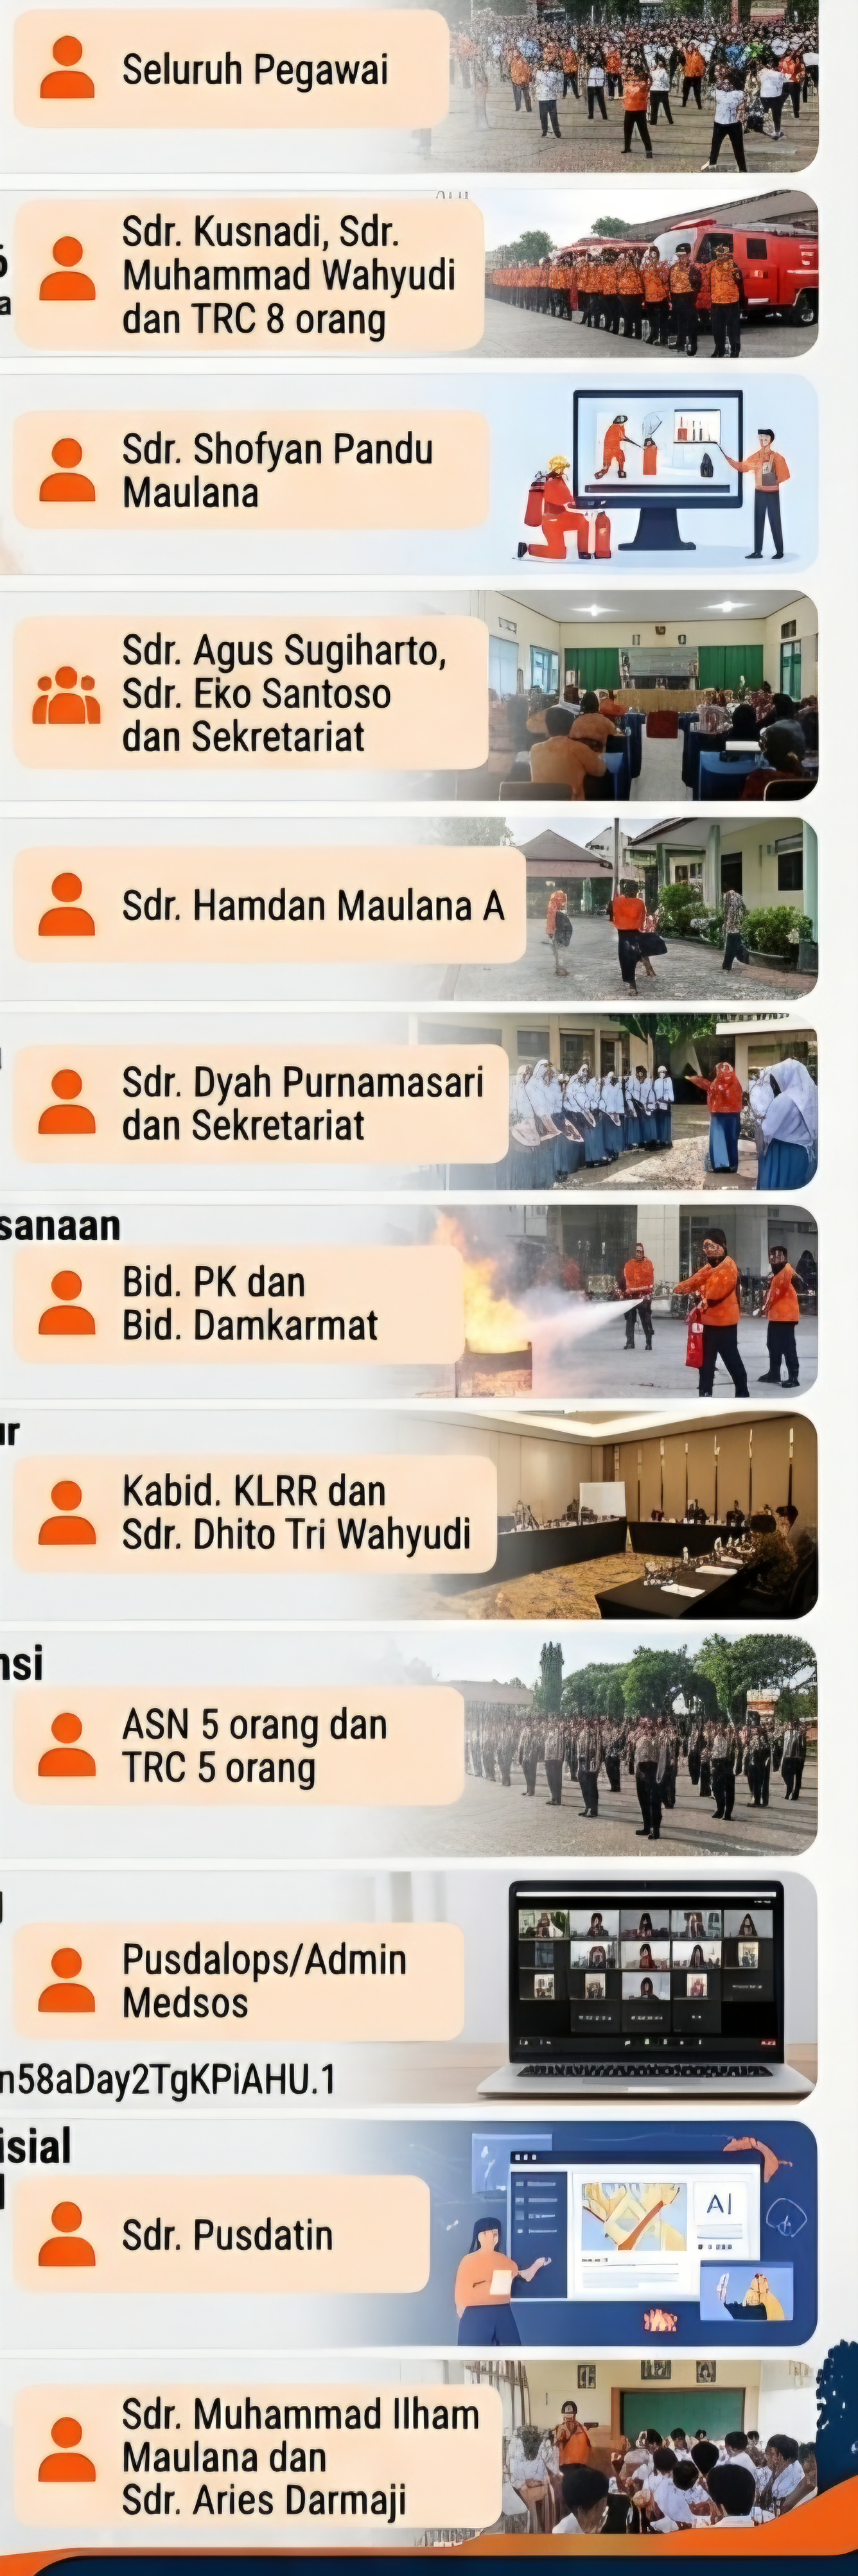 Seluruh Pegawai
Sdr. Kusnadi, Sdr.
Muhammad Wahyudi
dan TRC 8 orang
a
Sdr. Shofyan Pandu
Maulana
Sdr. Agus Sugiharto,
Sdr. Eko Santoso
dan Sekretariat
Sdr. Hamdan Maulana A
Sdr. Dyah Purnamasari
dan Sekretariat
sanaan
Bid. PK dan
Bid. Damkarmat
ur
Kabid. KLRR dan
Sdr. Dhito Tri Wahyudi
nsi
ASN 5 orang dan
TRC 5 orang
Pusdalops/Admin
Medsos
n58aDay2TgKPiAHU.1
isial
Sdr. Pusdatin
AI
Sdr. Muhammad Ilham
Maulana dan
Sdr. Aries Darmaji